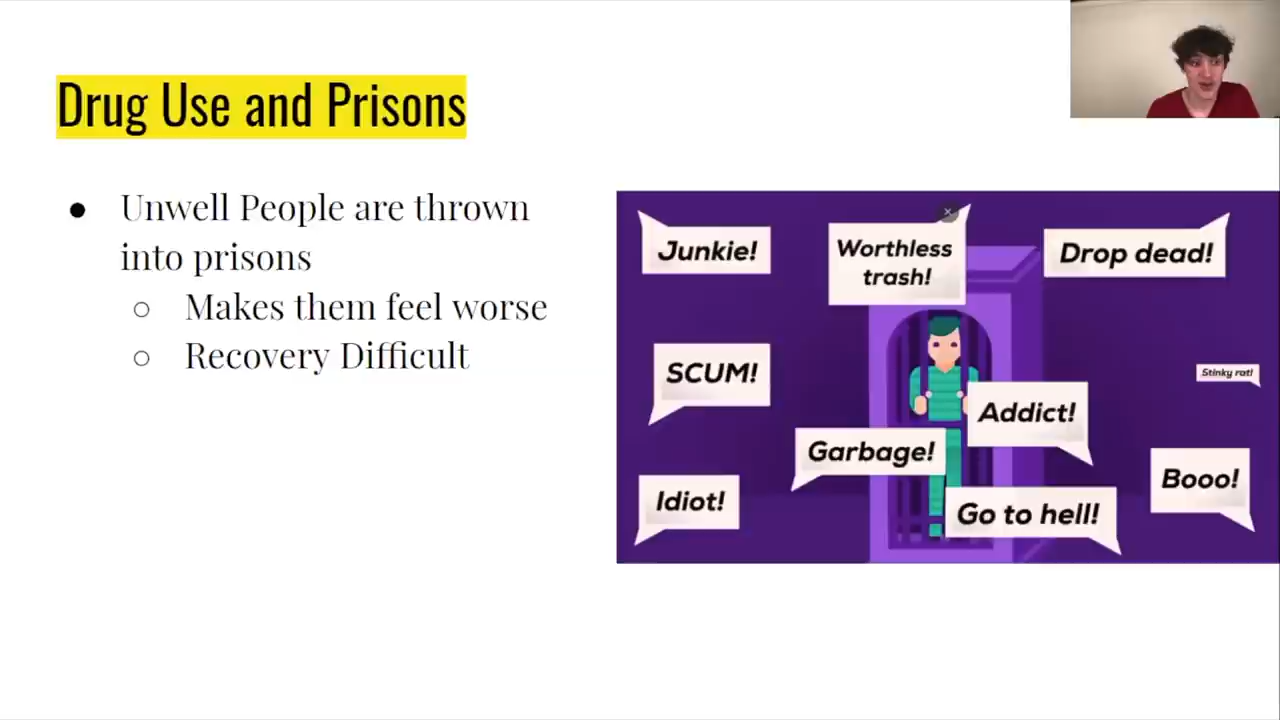 Drug Use and Prisons
● Unwell People are thrown
into prisons
○ Makes them feel worse
○ Recovery Difficult
Junkie!
Worthless
trash!
Drop dead!
SCUM!
Stinky rat!
Addict!
Garbage!
Booo!
Idiot!
Go to hell!